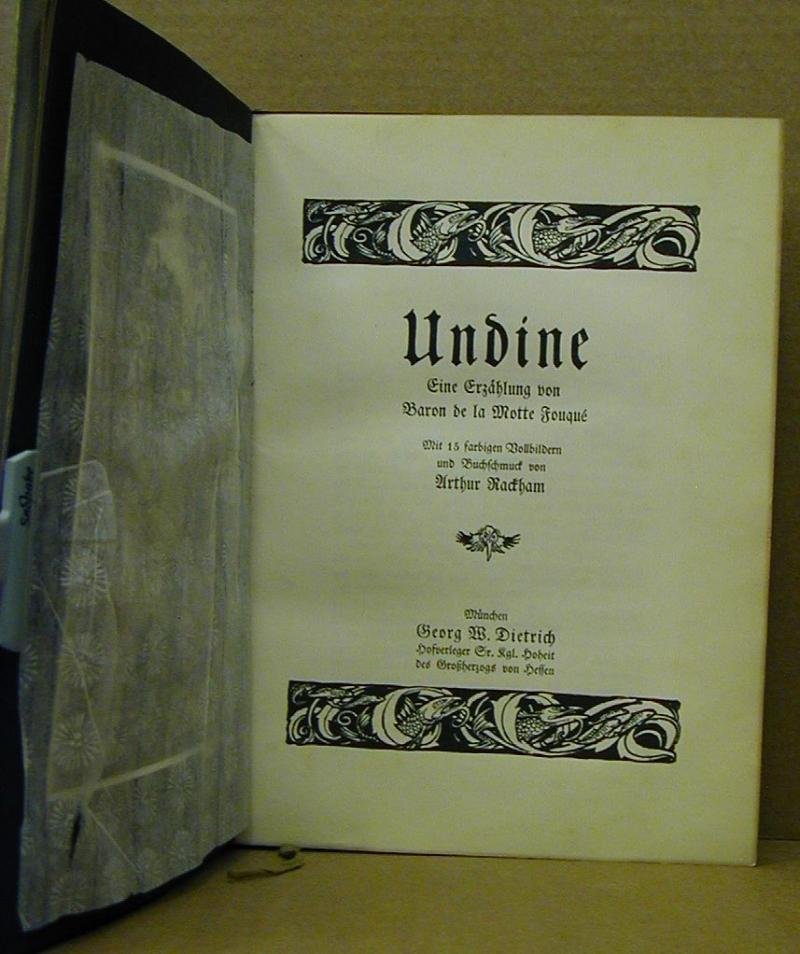 Undine
Eine Erzählung von
Baron de la Motte Fouqué
Mit 15 farbigen Vollbildern
und Buchschmuck von
Arthur Rackham
München
Georg W. Dietrich
Hofverleger Sr. Kgl. Hoheit
des Großherzogs von Hessen